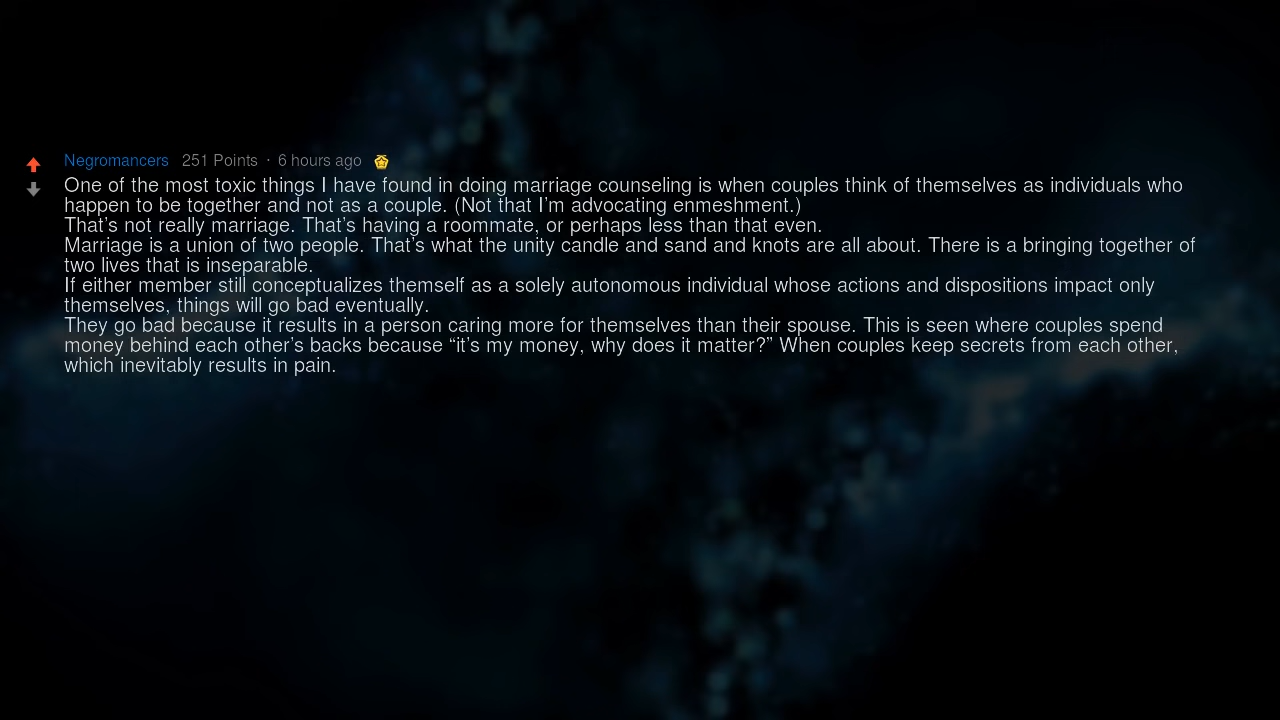 Negromancers 251 Points · 6 hours ago
One of the most toxic things I have found in doing marriage counseling is when couples think of themselves as individuals who
happen to be together and not as a couple. (Not that I'm advocating enmeshment.)
That's not really marriage. That's having a roommate, or perhaps less than that even.
Marriage is a union of two people. That's what the unity candle and sand and knots are all about. There is a bringing together of
two lives that is inseparable.
If either member still conceptualizes themself as a solely autonomous individual whose actions and dispositions impact only
themselves, things will go bad eventually.
They go bad because it results in a person caring more for themselves than their spouse. This is seen where couples spend
money behind each other's backs because “it's my money, why does it matter?” When couples keep secrets from each other,
which inevitably results in pain.